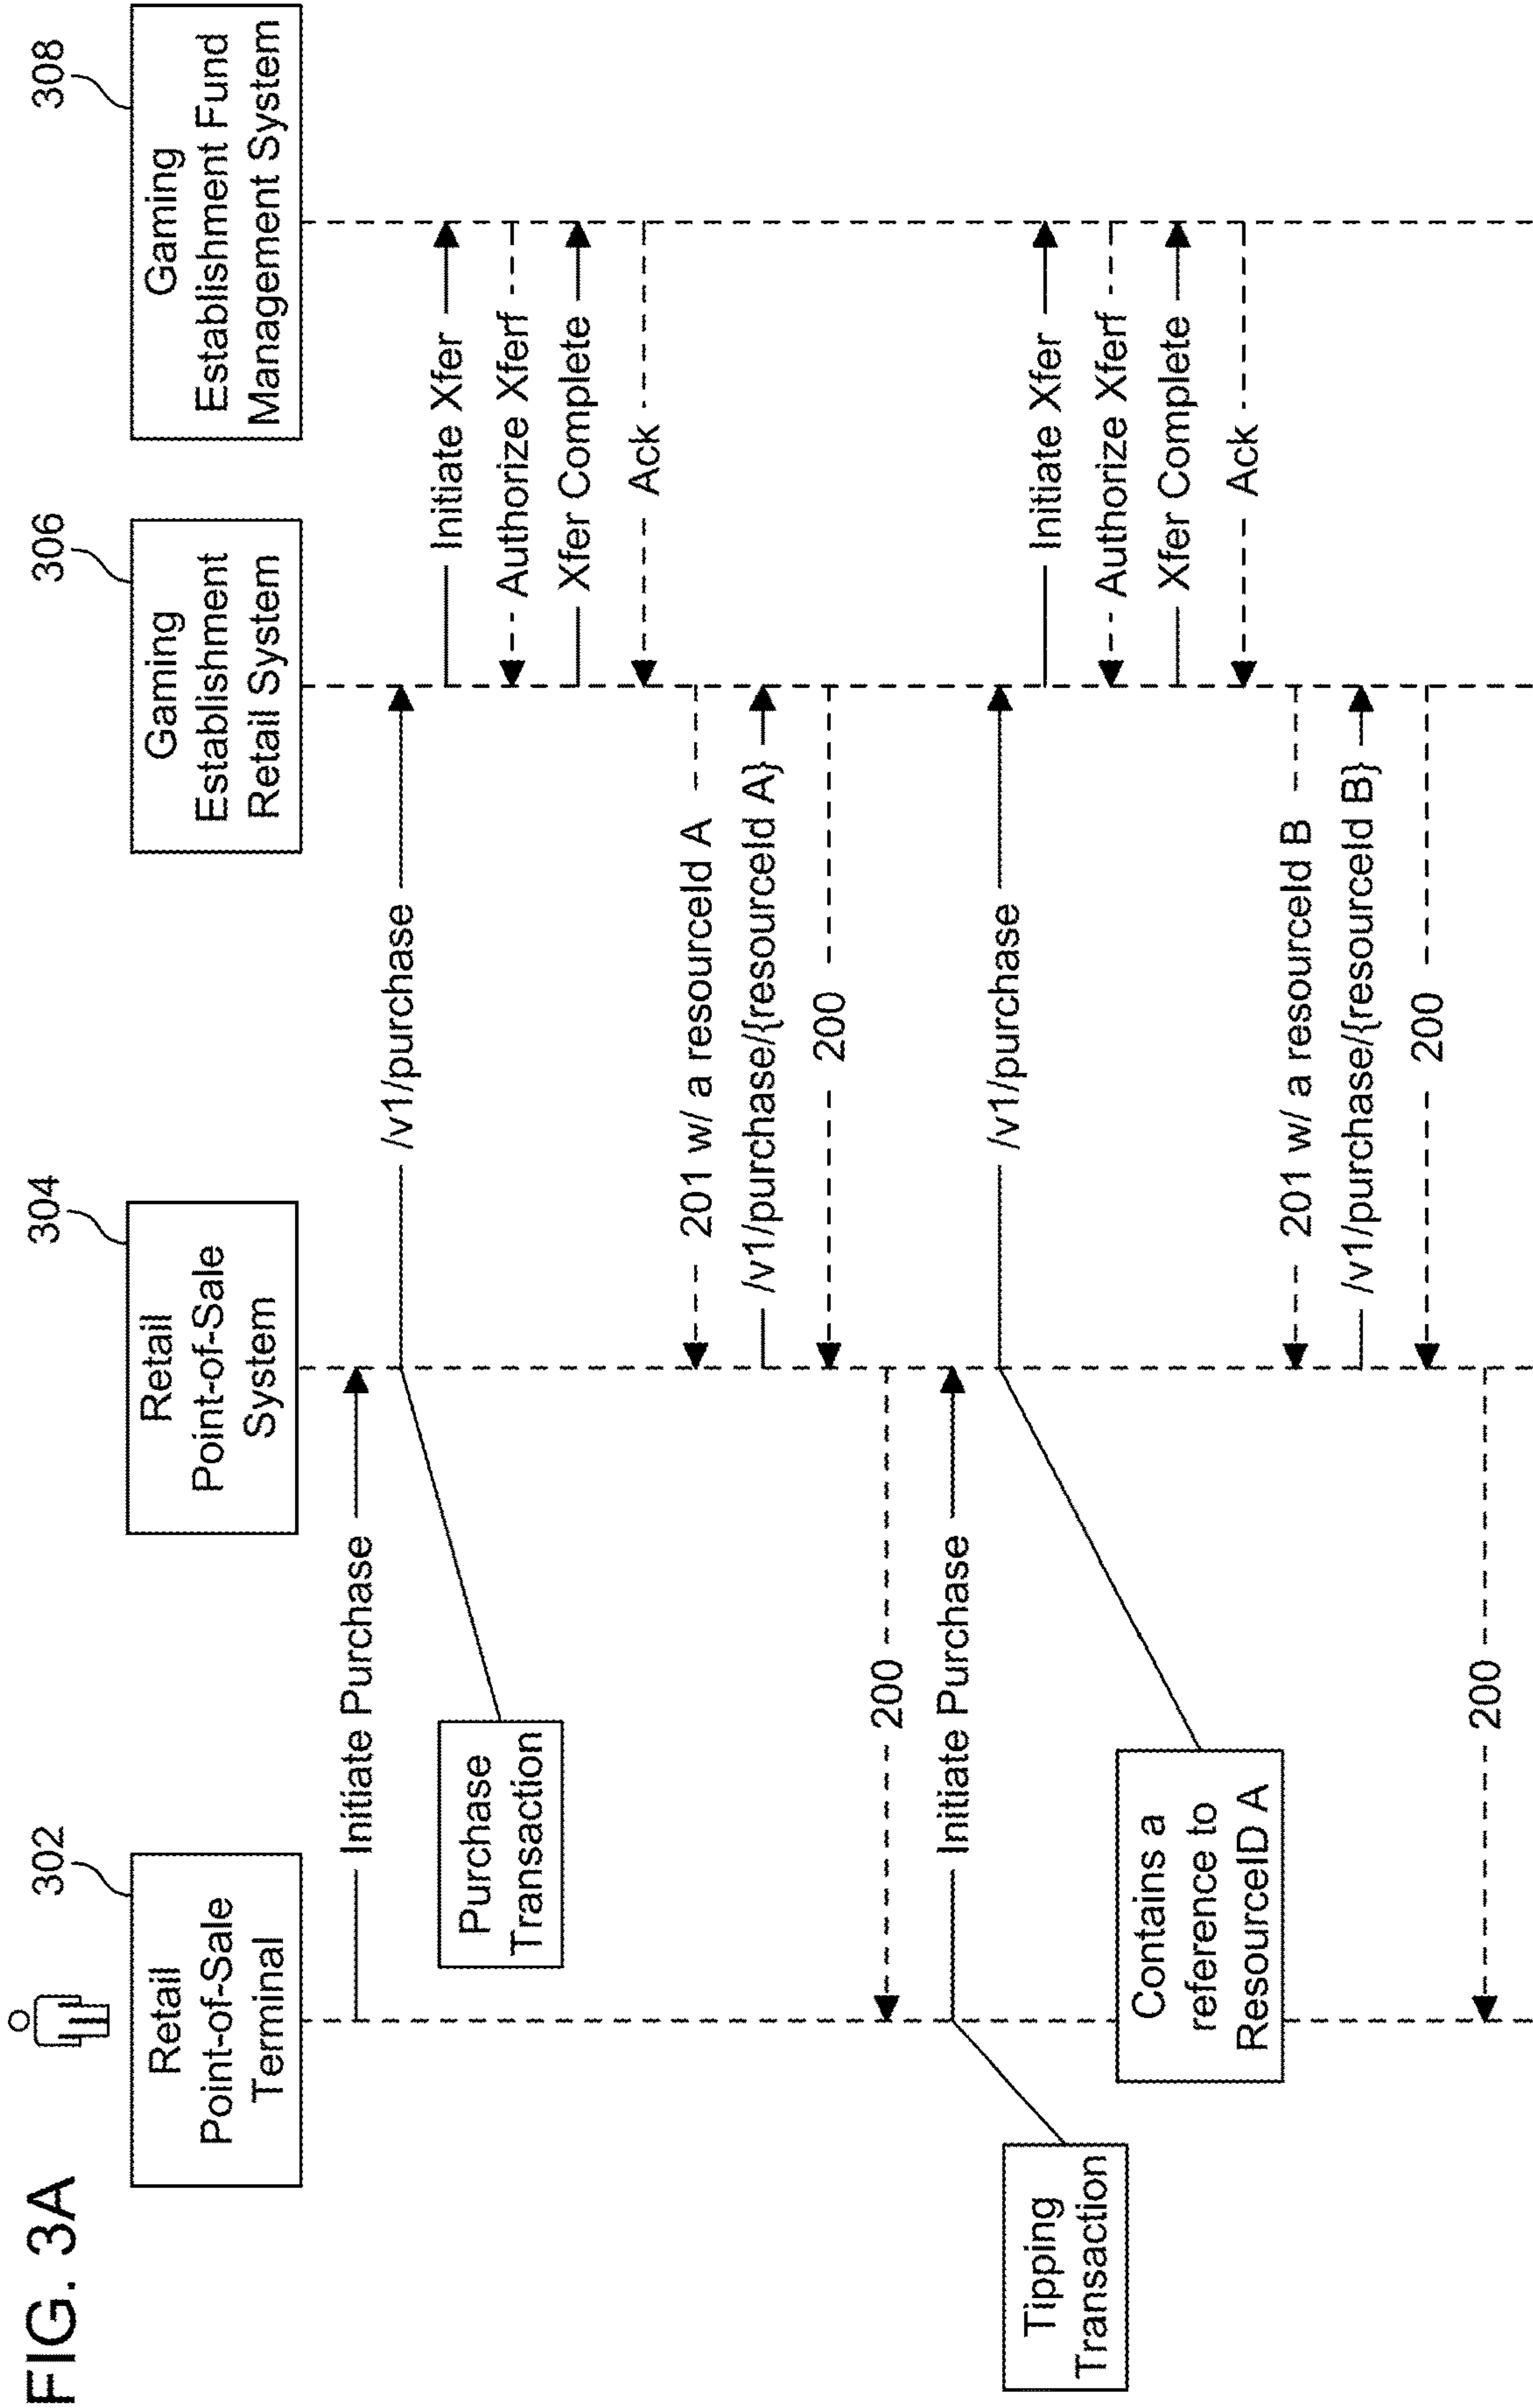 FIG. 3A
302
Retail
Point-of-Sale
Terminal
304
Retail
Point-of-Sale
System
306
Gaming
Establishment
Retail System
308
Gaming
Establishment Fund
Management System
Initiate Purchase
/v1/purchase
Purchase
Transaction
Initiate Xfer
Authorize Xferf
Xfer Complete
Ack
201 w/ a resourceId A
/v1/purchase/{resourceId A}
200
200
Initiate Purchase
Tipping
Transaction
/v1/purchase
Contains a
reference to
ResourceID A
Initiate Xfer
Authorize Xferf
Xfer Complete
Ack
201 w/ a resourceId B
/v1/purchase/{resourceId B}
200
200